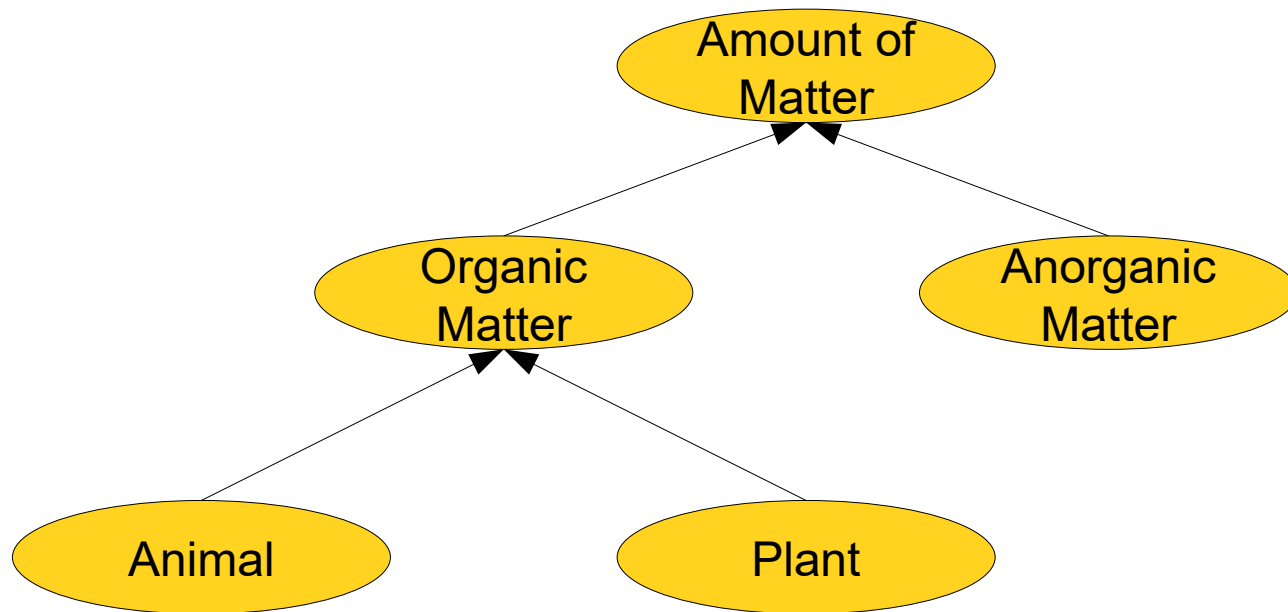 Amount of
Matter
Organic
Matter
Anorganic
Matter
Animal
Plant